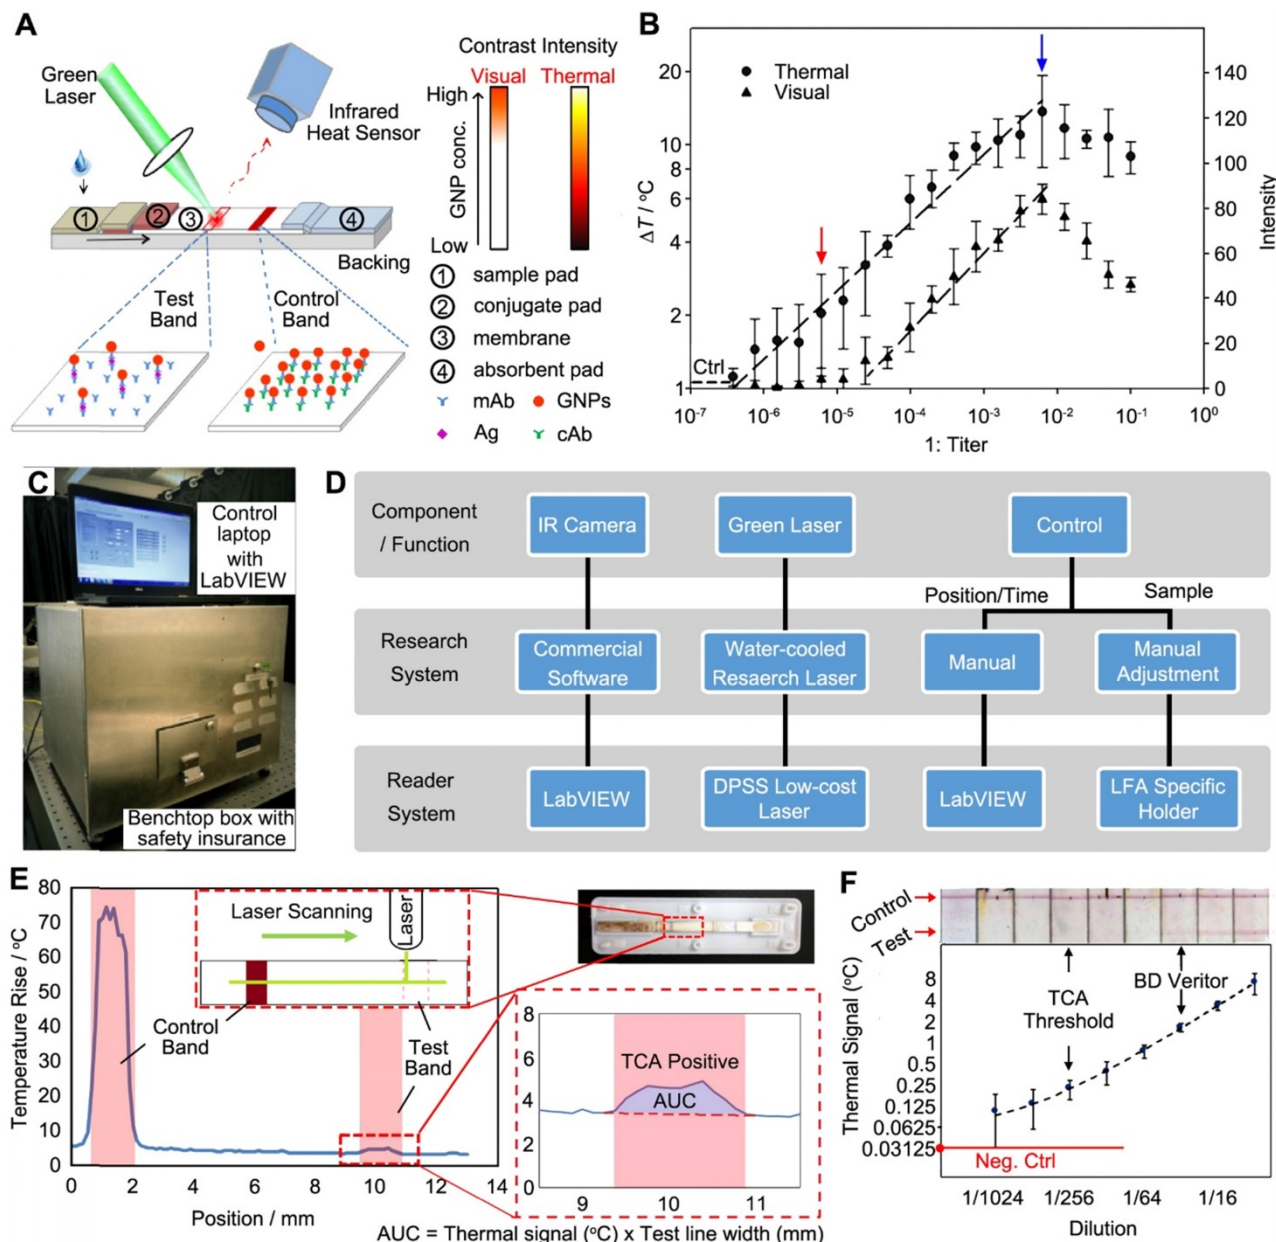 A
Green
Laser
Infrared
Heat Sensor
Contrast Intensity
Visual Thermal
High
GNP conc.
Low
1 2 3 4
Backing
Test
Band
Control
Band
1 sample pad
2 conjugate pad
3 membrane
4 absorbent pad
mAb GNPs
Ag cAb
B
Thermal
Visual
ΔT / °C
20
10
8
6
4
2
1
Ctrl
10-7 10-6 10-5 10-4 10-3 10-2 10-1 100
1: Titer
140
120
100
80
60
40
20
0
Intensity
C
Control
laptop
with
LabVIEW
Benchtop box with
safety insurance
D
Component
/ Function
IR Camera
Green Laser
Control
Position/Time
Sample
Research
System
Commercial
Software
Water-cooled
Resaerch Laser
Manual
Manual
Adjustment
Reader
System
LabVIEW
DPSS Low-cost
Laser
LabVIEW
LFA Specific
Holder
E
Temperature Rise / °C
80
70
60
50
40
30
20
10
0
0 2 4 6 8 10 12 14
Position / mm
Laser Scanning
Laser
Control
Band
Test
Band
8
6
4
2
0
TCA Positive
AUC
9 10 11
AUC = Thermal signal (°C) x Test line width (mm)
F
Control
Test
TCA
Threshold
BD Veritor
Thermal Signal (°C)
8
4
2
1
0.5
0.25
0.125
0.0625
0.03125
Neg. Ctrl
1/1024 1/256 1/64 1/16
Dilution